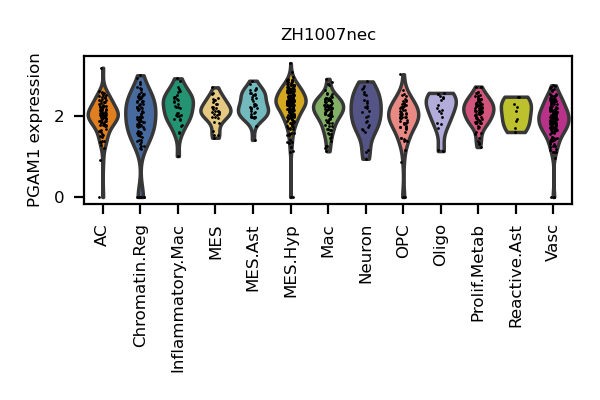 ZH1007nec
PGAM1 expression
2
0
AC
Chromatin.Reg
Inflammatory.Mac
MES
MES.Ast
MES.Hyp
Mac
Neuron
OPC
Oligo
Prolif.Metab
Reactive.Ast
Vasc